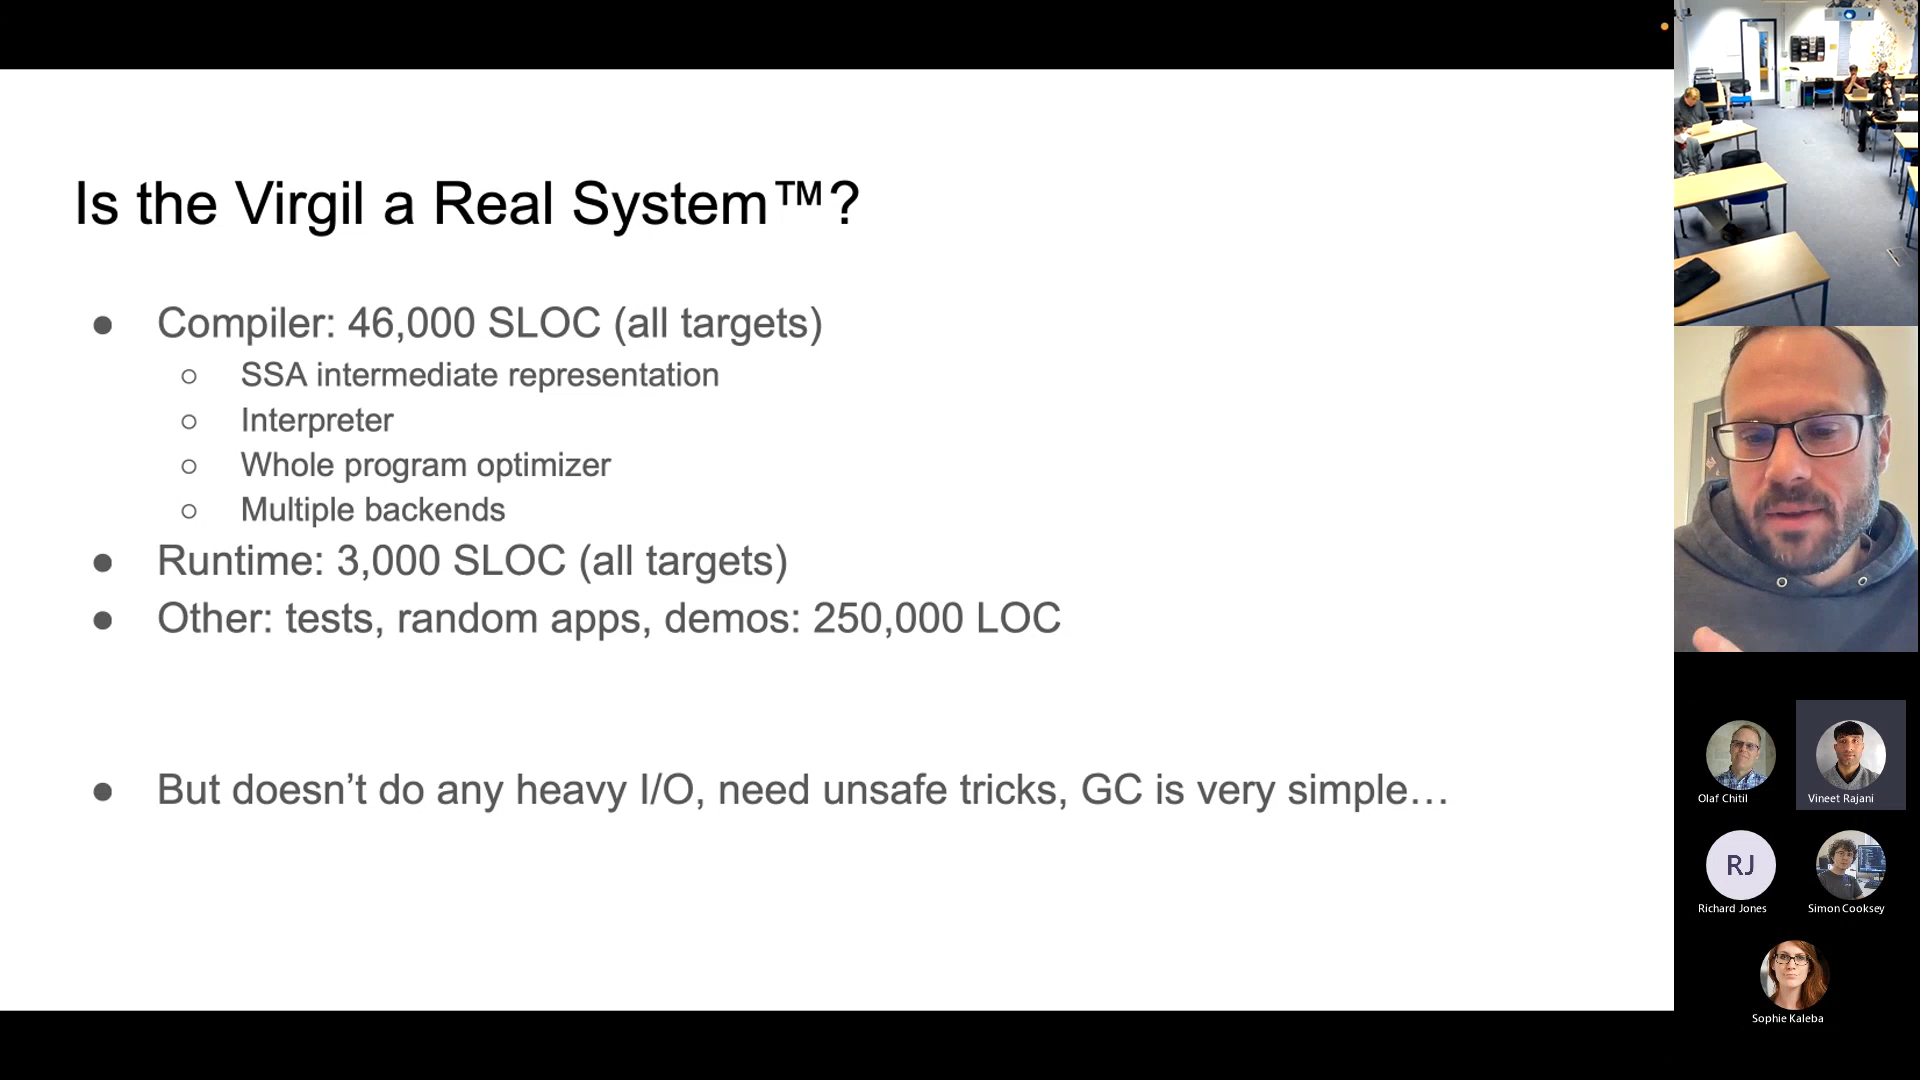 Is the Virgil a Real System™?
● Compiler: 46,000 SLOC (all targets)
○ SSA intermediate representation
○ Interpreter
○ Whole program optimizer
○ Multiple backends
● Runtime: 3,000 SLOC (all targets)
● Other: tests, random apps, demos: 250,000 LOC
● But doesn’t do any heavy I/O, need unsafe tricks, GC is very simple…
Olaf Chitil
Vineet Rajani
RJ
Richard Jones
Simon Cooksey
Sophie Kaleba